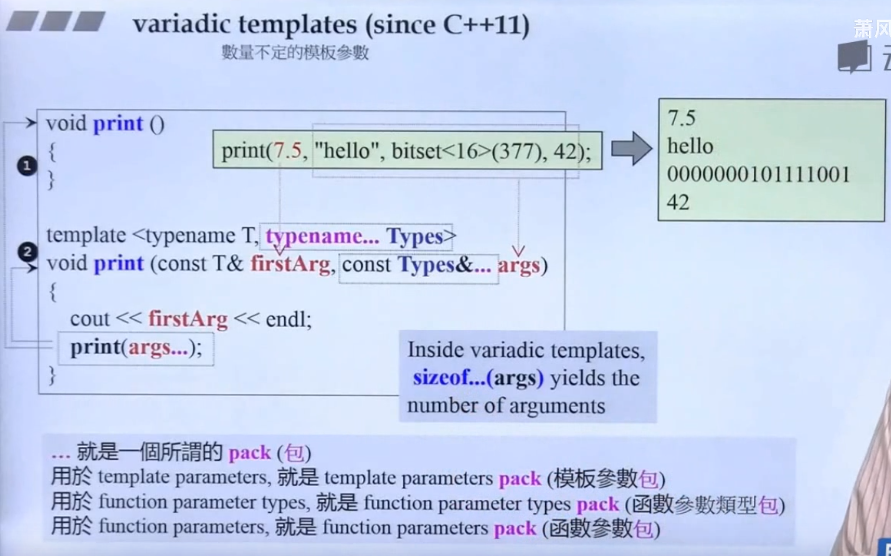 variadic templates (since C++11)
數量不定的模板參數
萧风
void print ()
{
}
1
print(7.5, "hello", bitset<16>(377), 42);
7.5
hello
0000000101111001
42
template <typename T, typename... Types>
2
void print (const T& firstArg, const Types&... args)
{
cout << firstArg << endl;
print(args...);
}
Inside variadic templates,
sizeof...(args) yields the
number of arguments
... 就是一個所謂的 pack (包)
用於 template parameters, 就是 template parameters pack (模板參數包)
用於 function parameter types, 就是 function parameter types pack (函數參數類型包)
用於 function parameters, 就是 function parameters pack (函數參數包)